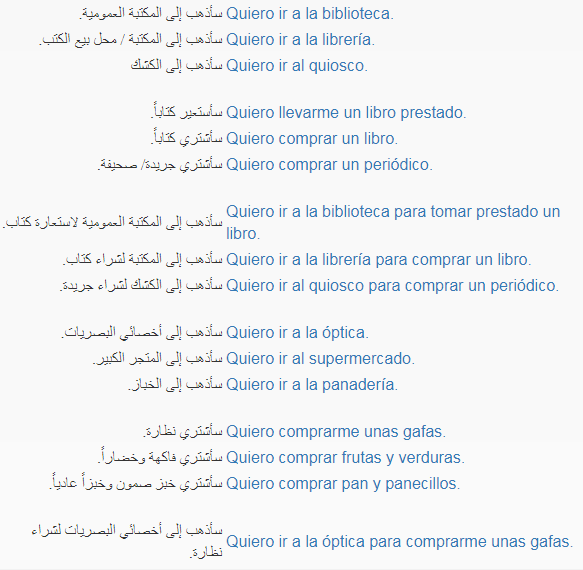 سأذهب إلى المكتبة العمومية. Quiero ir a la biblioteca.
سأذهب إلى المكتبة / محل بيع الكتب. Quiero ir a la librería.
سأذهب إلى الكشك Quiero ir al quiosco.
سأستعير كتاباً. Quiero llevarme un libro prestado.
سأشتري كتاباً. Quiero comprar un libro.
سأشتري جريدة/ صحيفة. Quiero comprar un periódico.
سأذهب إلى المكتبة العمومية لاستعارة كتاب. Quiero ir a la biblioteca para tomar prestado un
libro.
سأذهب إلى المكتبة لشراء كتاب. Quiero ir a la librería para comprar un libro.
سأذهب إلى الكشك لشراء جريدة. Quiero ir al quiosco para comprar un periódico.
سأذهب إلى أخصائي البصريات. Quiero ir a la óptica.
سأذهب إلى المتجر الكبير. Quiero ir al supermercado.
سأذهب إلى الخباز. Quiero ir a la panadería.
سأشتري نظارة. Quiero comprarme unas gafas.
سأشتري فاكهة وخضاراً. Quiero comprar frutas y verduras.
سأشتري خبز صمون وخبزاً عادياً. Quiero comprar pan y panecillos.
سأذهب إلى أخصائي البصريات لشراء
نظارة. Quiero ir a la óptica para comprarme unas gafas.